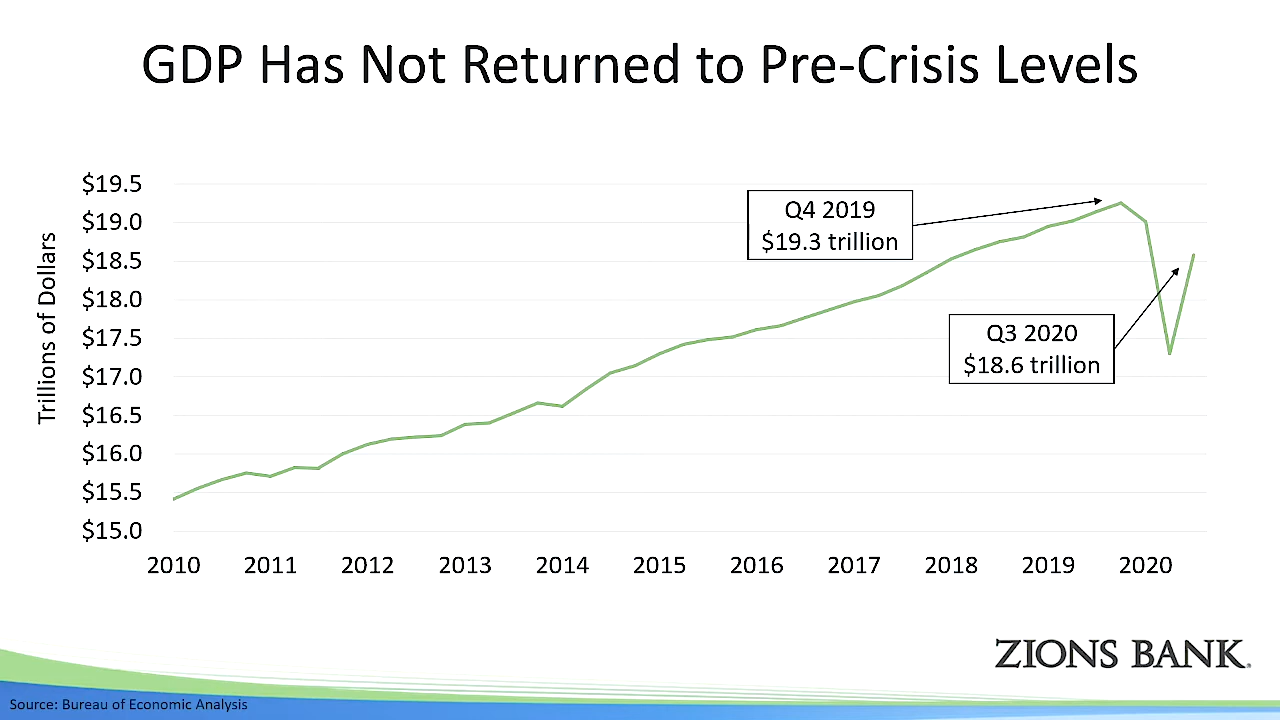 GDP Has Not Returned to Pre-Crisis Levels
Trillions of Dollars
$19.5
$19.0
$18.5
$18.0
$17.5
$17.0
$16.5
$16.0
$15.5
$15.0
Q4 2019
$19.3 trillion
Q3 2020
$18.6 trillion
2010 2011 2012 2013 2014 2015 2016 2017 2018 2019 2020
ZIONS BANK®
Source: Bureau of Economic Analysis